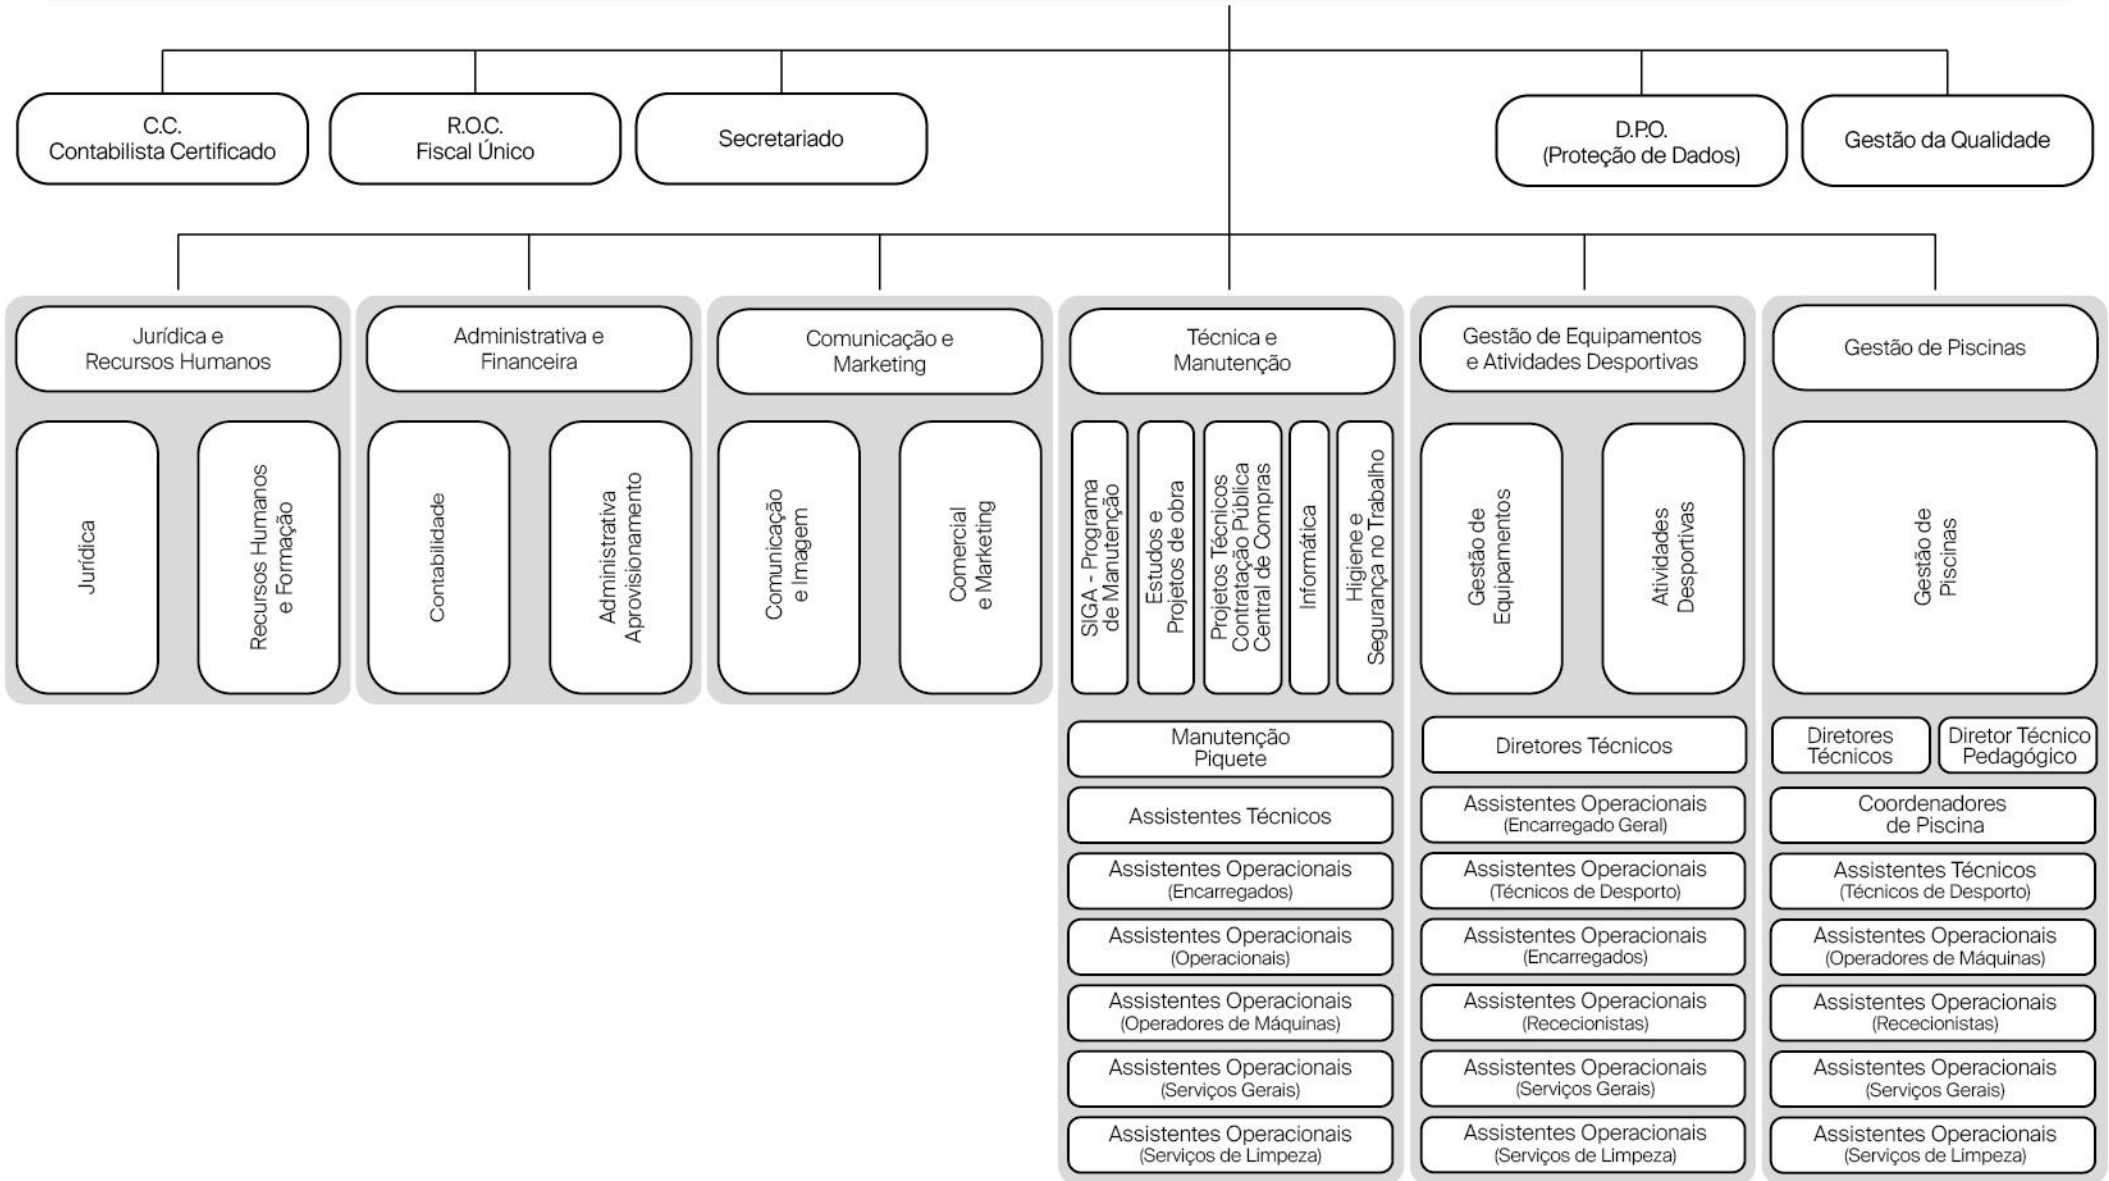 C.C.
Contabilista Certificado
R.O.C.
Fiscal Único
Secretariado
D.P.O.
(Proteção de Dados)
Gestão da Qualidade
Jurídica e
Recursos Humanos
Jurídica
Recursos Humanos
e Formação
Administrativa e
Financeira
Contabilidade
Administrativa
Aprovisionamento
Comunicação e
Marketing
Comunicação
e Imagem
Comercial
e Marketing
Técnica e
Manutenção
SIGA - Programa
de Manutenção
Estudos e
Projetos de obra
Projetos Técnicos
Contratação Pública
Central de Compras
Informática
Higiene e
Segurança no Trabalho
Manutenção
Piquete
Assistentes Técnicos
Assistentes Operacionais
(Encarregados)
Assistentes Operacionais
(Operacionais)
Assistentes Operacionais
(Operadores de Máquinas)
Assistentes Operacionais
(Serviços Gerais)
Assistentes Operacionais
(Serviços de Limpeza)
Gestão de Equipamentos
e Atividades Desportivas
Gestão de
Equipamentos
Atividades
Desportivas
Diretores Técnicos
Assistentes Operacionais
(Encarregado Geral)
Assistentes Operacionais
(Técnicos de Desporto)
Assistentes Operacionais
(Encarregados)
Assistentes Operacionais
(Rececionistas)
Assistentes Operacionais
(Serviços Gerais)
Assistentes Operacionais
(Serviços de Limpeza)
Gestão de Piscinas
Gestão de
Piscinas
Diretores
Técnicos
Diretor Técnico
Pedagógico
Coordenadores
de Piscina
Assistentes Técnicos
(Técnicos de Desporto)
Assistentes Operacionais
(Operadores de Máquinas)
Assistentes Operacionais
(Rececionistas)
Assistentes Operacionais
(Serviços Gerais)
Assistentes Operacionais
(Serviços de Limpeza)